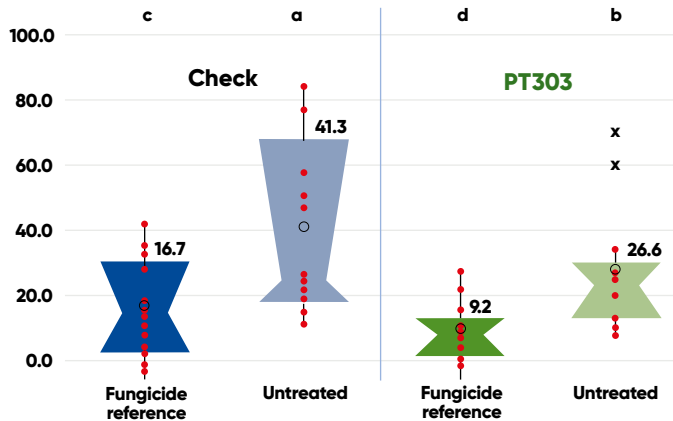 c a d b
100.0
Check PT303
80.0
41.3
x
60.0
x
40.0
16.7 26.6
20.0
9.2
0.0
Fungicide Untreated Fungicide Untreated
reference reference